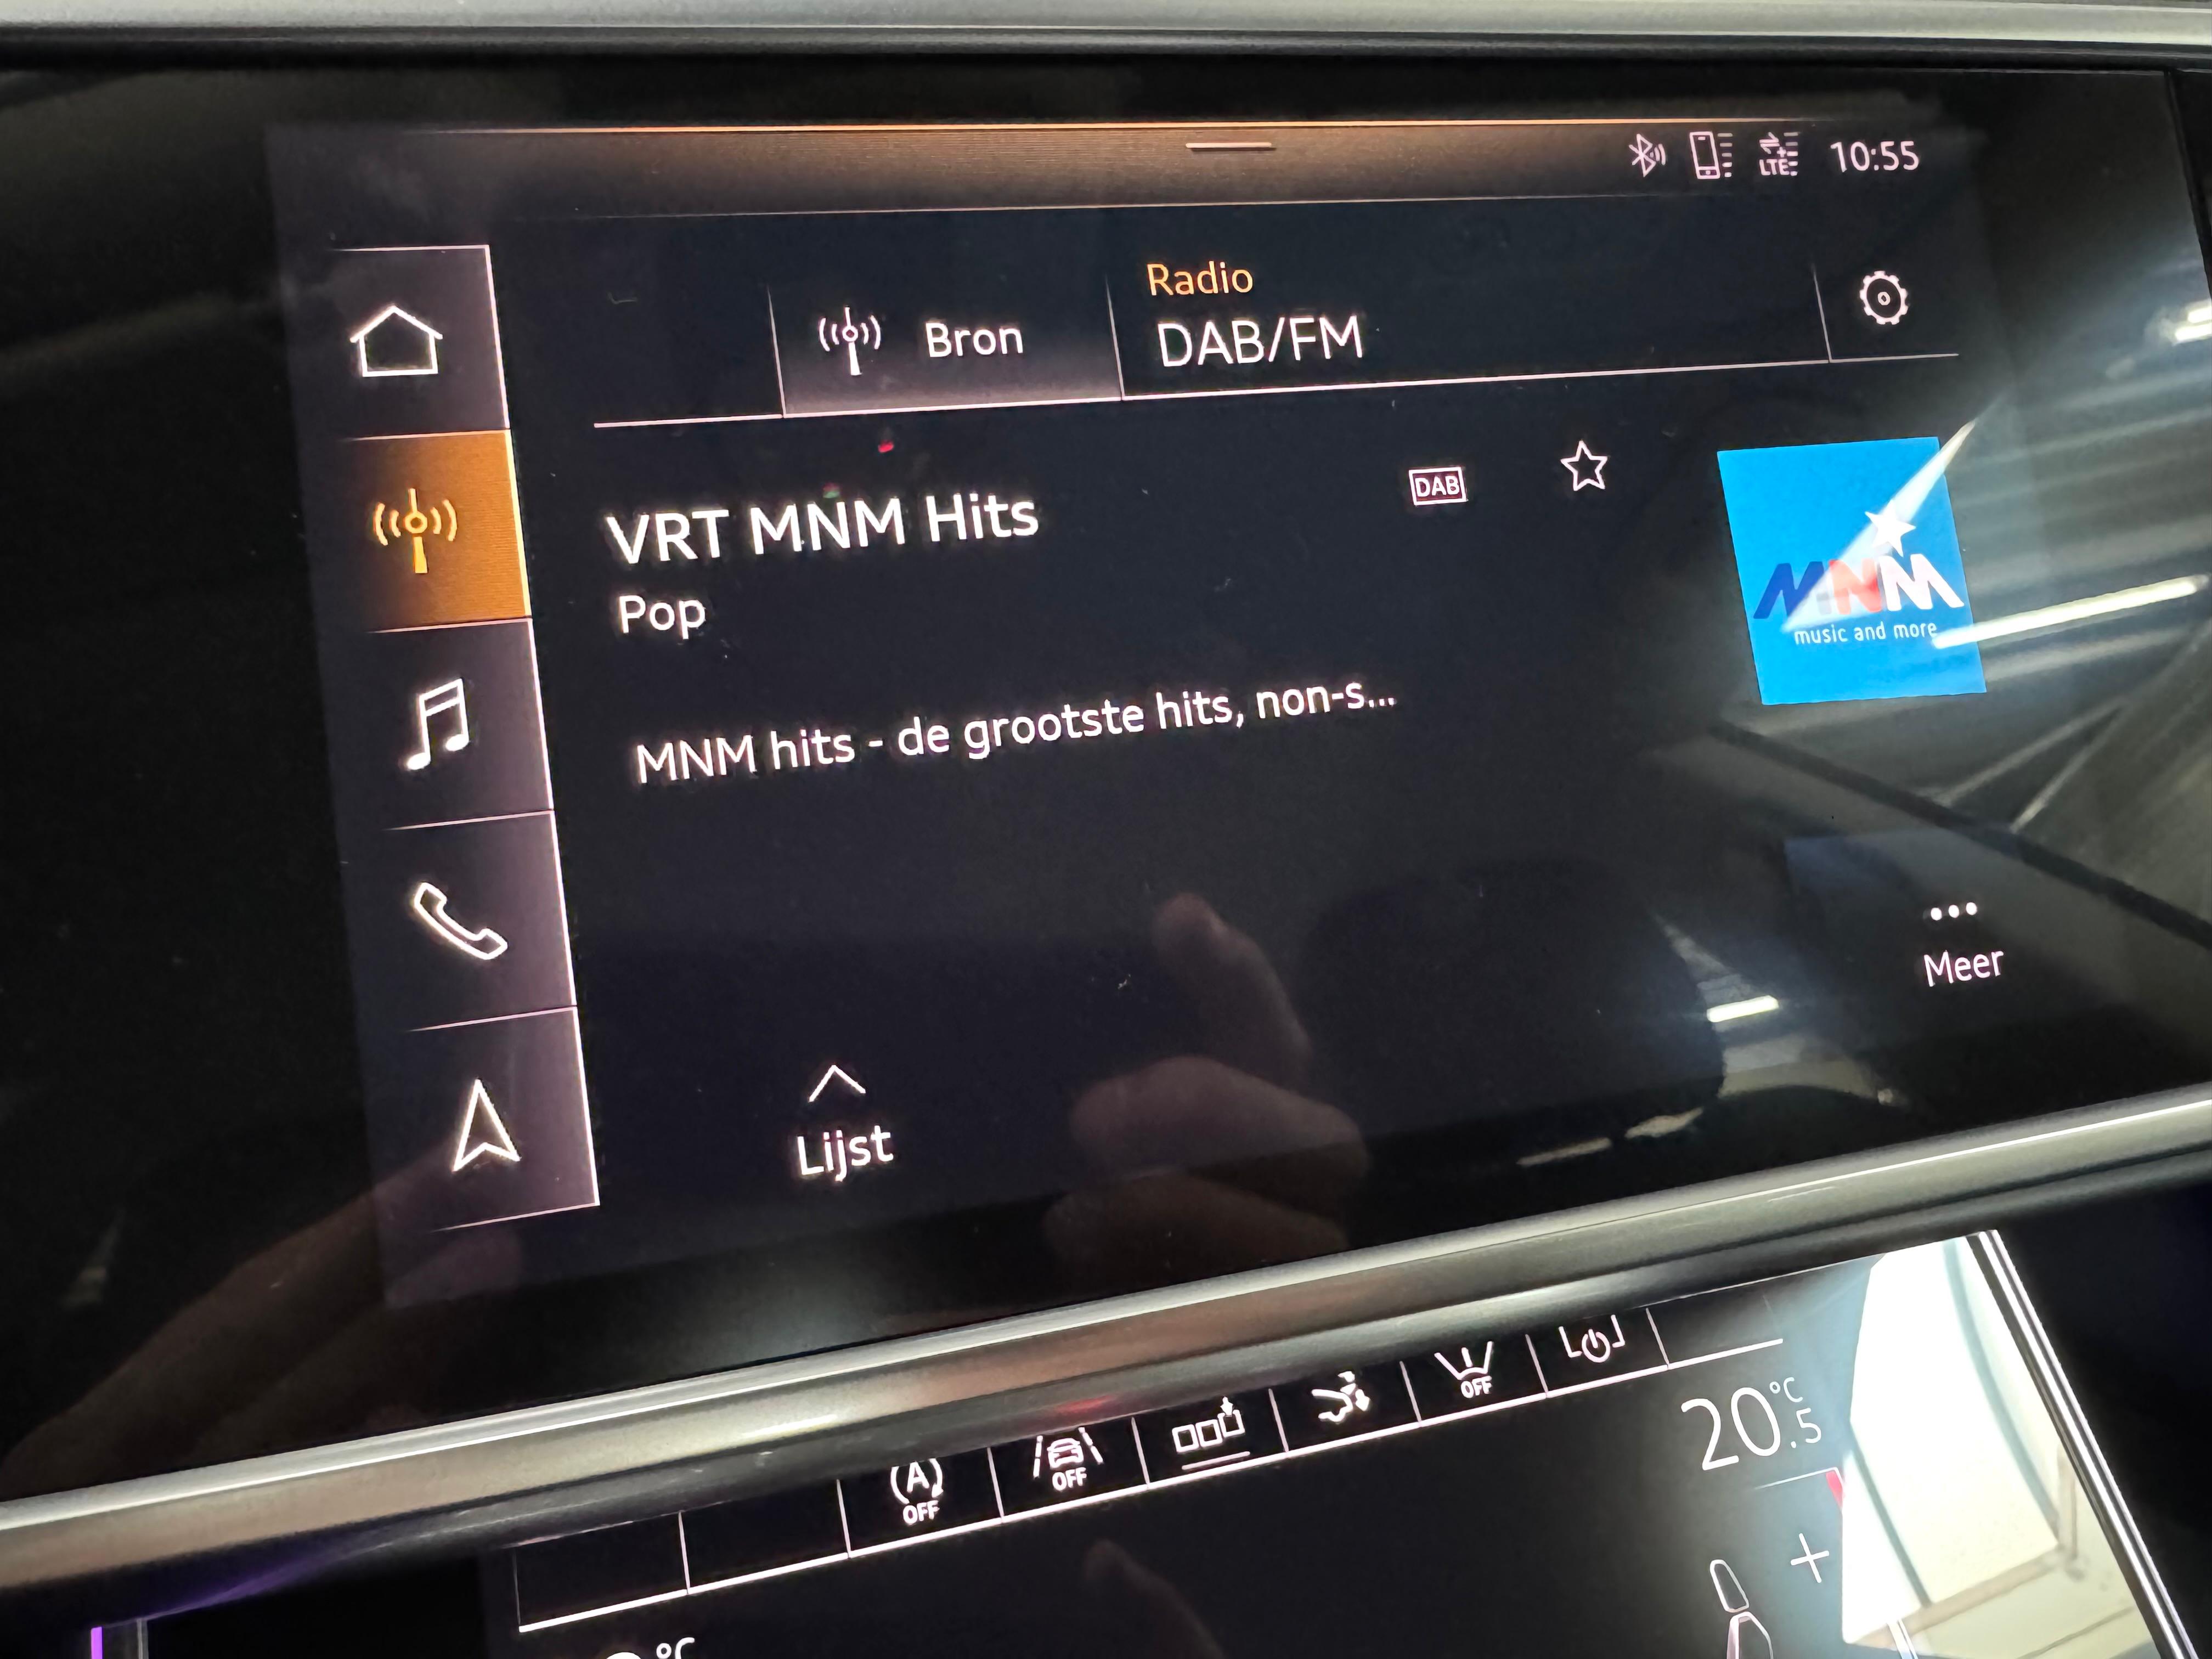 LTE 10:55
Radio
Bron DAB/FM
DAB
VRT MNM Hits
Pop
MNM
music and more
MNM hits - de grootste hits, non-s...
Meer
Lijst
(A) OFF
OFF
OFF
20.5 °C
°C